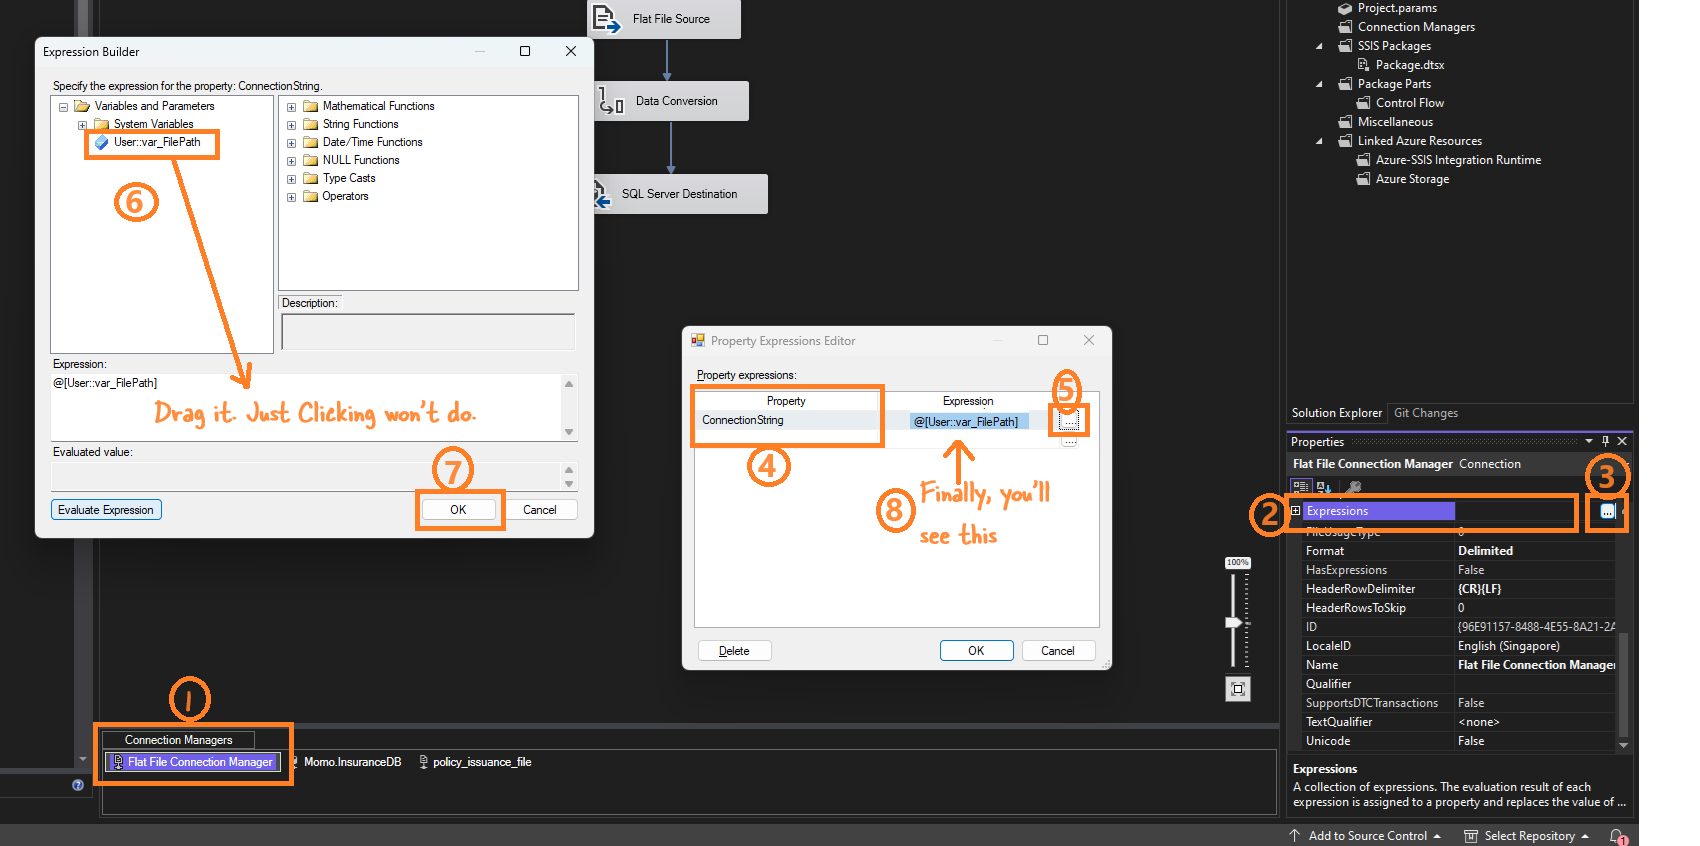 Flat File Source
Data Conversion
SQL Server Destination
Expression Builder
Specify the expression for the property: ConnectionString.
Variables and Parameters
System Variables
User::var_FilePath
6
Mathematical Functions
String Functions
Date/Time Functions
NULL Functions
Type Casts
Operators
Description:
Expression:
@[User::var_FilePath]
Drag it. Just Clicking won't do.
Evaluated value:
7
Evaluate Expression
OK
Cancel
Property Expressions Editor
Property expressions:
5
Property
Expression
ConnectionString
@[User::var_FilePath]
...
...
4
8
Finally, you'll
see this
Delete
OK
Cancel
100%
1
Connection Managers
Flat File Connection Manager
Momo.InsuranceDB
policy_issuance_file
Project.params
Connection Managers
SSIS Packages
Package.dtsx
Package Parts
Control Flow
Miscellaneous
Linked Azure Resources
Azure-SSIS Integration Runtime
Azure Storage
Solution Explorer
Git Changes
Properties
Flat File Connection Manager Connection
3
2
Expressions
...
FileUsageType
Format Delimited
HasExpressions False
HeaderRowDelimiter {CR}{LF}
HeaderRowsToSkip 0
ID {96E91157-8488-4E55-8A21-2A
LocaleID English (Singapore)
Name Flat File Connection Manager
Qualifier
SupportsDTCTransactions False
TextQualifier <none>
Unicode False
Expressions
A collection of expressions. The evaluation result of each
expression is assigned to a property and replaces the value of ...
Add to Source Control
Select Repository
1